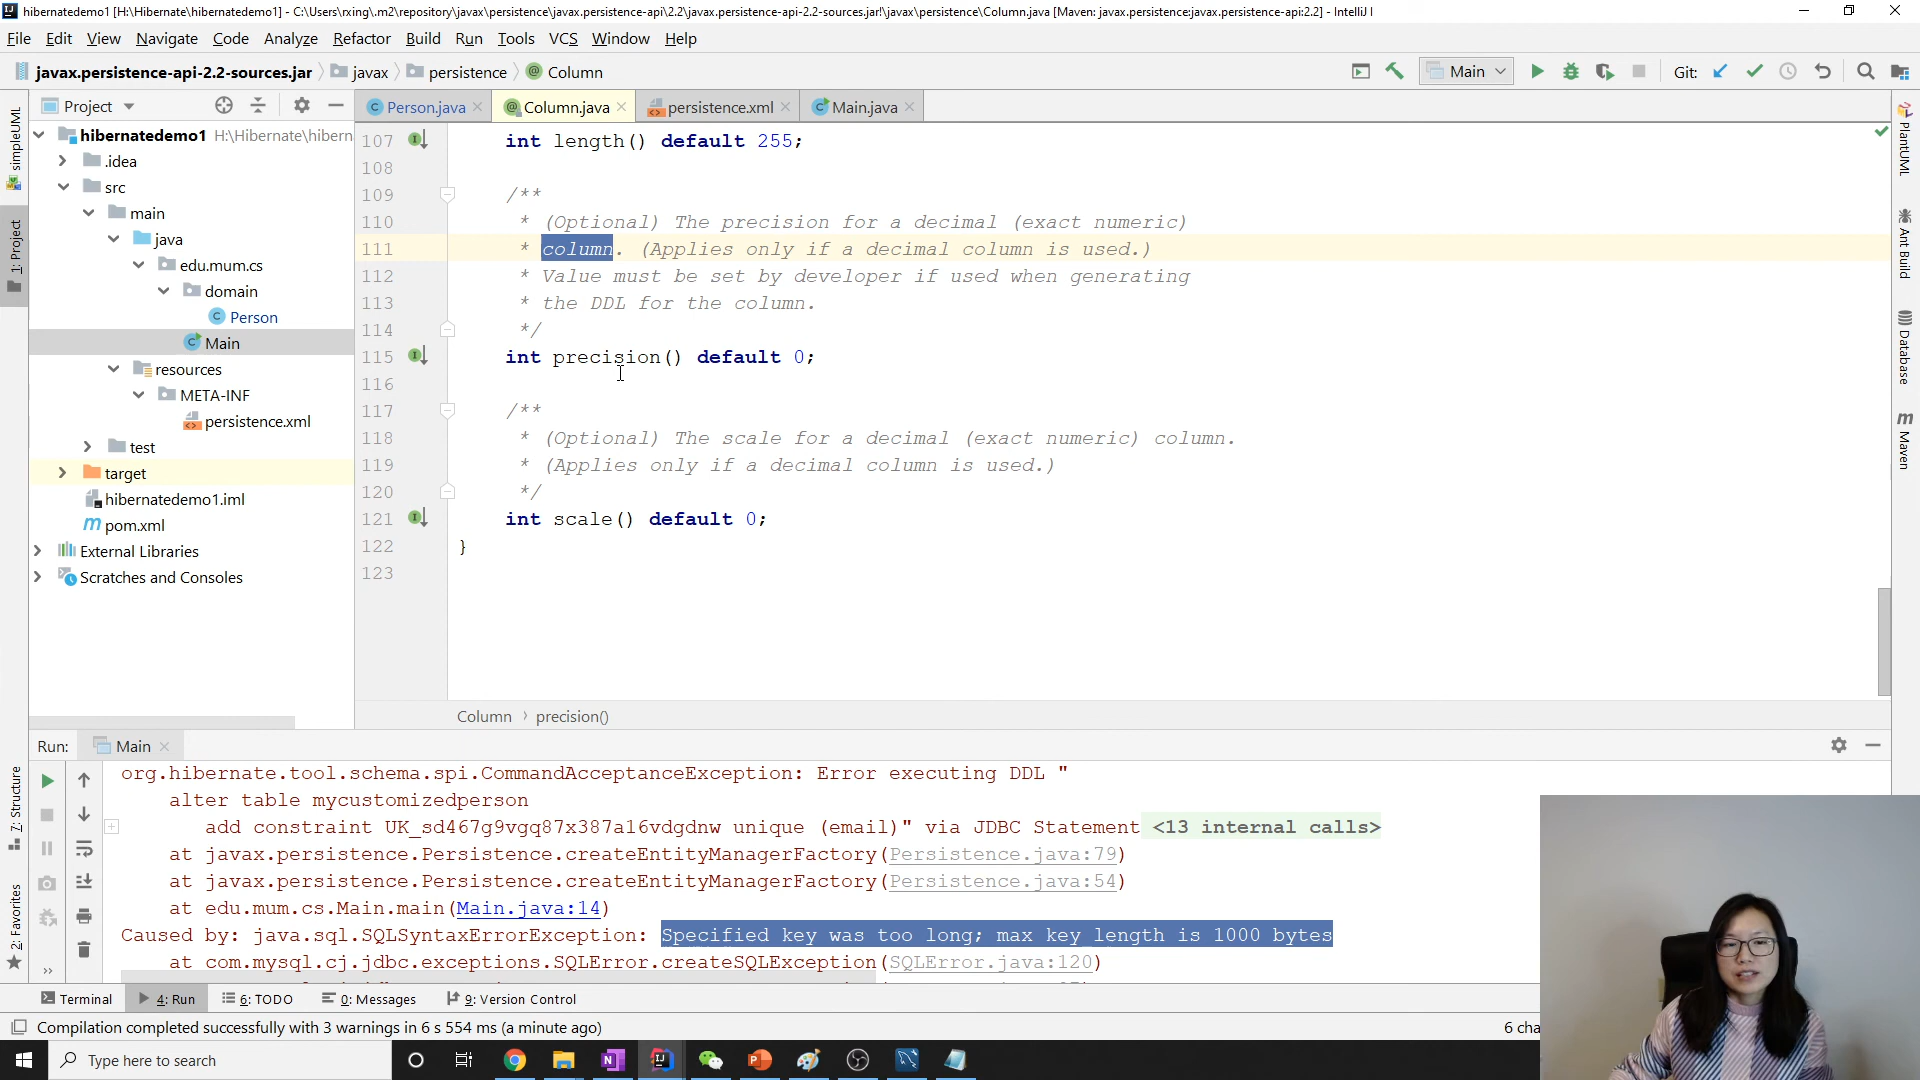 hibernatedemo1 [H:\Hibernate\hibernatedemo1] - C:\Users\rxing\.m2\repository\javax\persistence\javax.persistence-api\2.2\javax.persistence-api-2.2-sources.jar!\javax\persistence\Column.java [Maven: javax.persistence:javax.persistence-api:2.2] - IntelliJ I
File Edit View Navigate Code Analyze Refactor Build Run Tools VCS Window Help
javax.persistence-api-2.2-sources.jar javax persistence Column Main Git:
Project Person.java Column.java persistence.xml Main.java
simpleUML
1: Project
7: Structure
2: Favorites
hibernatedemo1 H:\Hibernate\hibern
.idea
src
main
java
edu.mum.cs
domain
Person
Main
resources
META-INF
persistence.xml
test
target
hibernatedemo1.iml
pom.xml
External Libraries
Scratches and Consoles
107 int length() default 255;
108
109 /**
110 * (Optional) The precision for a decimal (exact numeric)
111 * column. (Applies only if a decimal column is used.)
112 * Value must be set by developer if used when generating
113 * the DDL for the column.
114 */
115 int precision() default 0;
116
117 /**
118 * (Optional) The scale for a decimal (exact numeric) column.
119 * (Applies only if a decimal column is used.)
120 */
121 int scale() default 0;
122 }
123
Column › precision()
PlantUML
Ant Build
Database
Maven
Run: Main
org.hibernate.tool.schema.spi.CommandAcceptanceException: Error executing DDL "
alter table mycustomizedperson
add constraint UK_sd467g9vgq87x387a16vdgdnw unique (email)" via JDBC Statement <13 internal calls>
at javax.persistence.Persistence.createEntityManagerFactory(Persistence.java:79)
at javax.persistence.Persistence.createEntityManagerFactory(Persistence.java:54)
at edu.mum.cs.Main.main(Main.java:14)
Caused by: java.sql.SQLSyntaxErrorException: Specified key was too long; max key length is 1000 bytes
at com.mysql.cj.jdbc.exceptions.SQLError.createSQLException(SQLError.java:120)
Terminal 4: Run 6: TODO 0: Messages 9: Version Control
Compilation completed successfully with 3 warnings in 6 s 554 ms (a minute ago) 6 cha
Type here to search